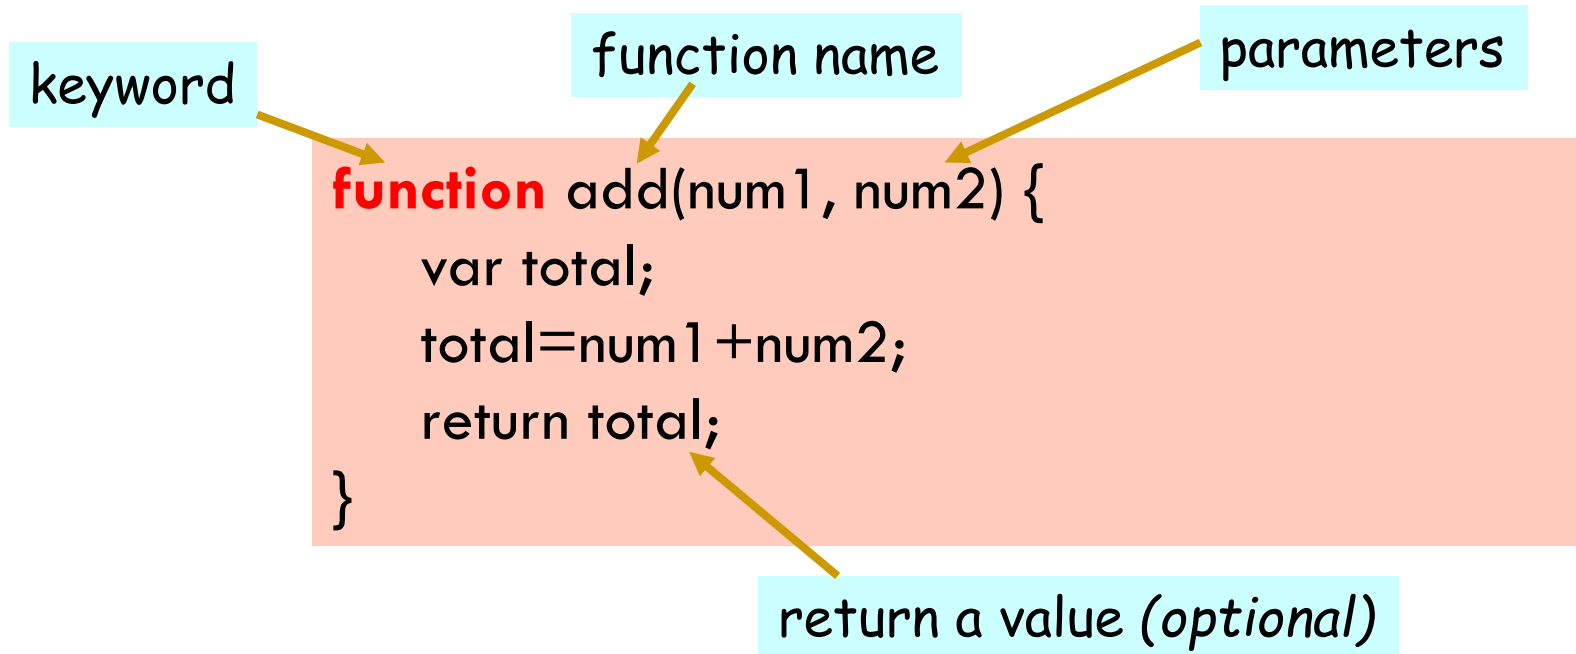 keyword
function name
parameters
function add(num1, num2) {
var total;
total=num1+num2;
return total;
}
return a value (optional)